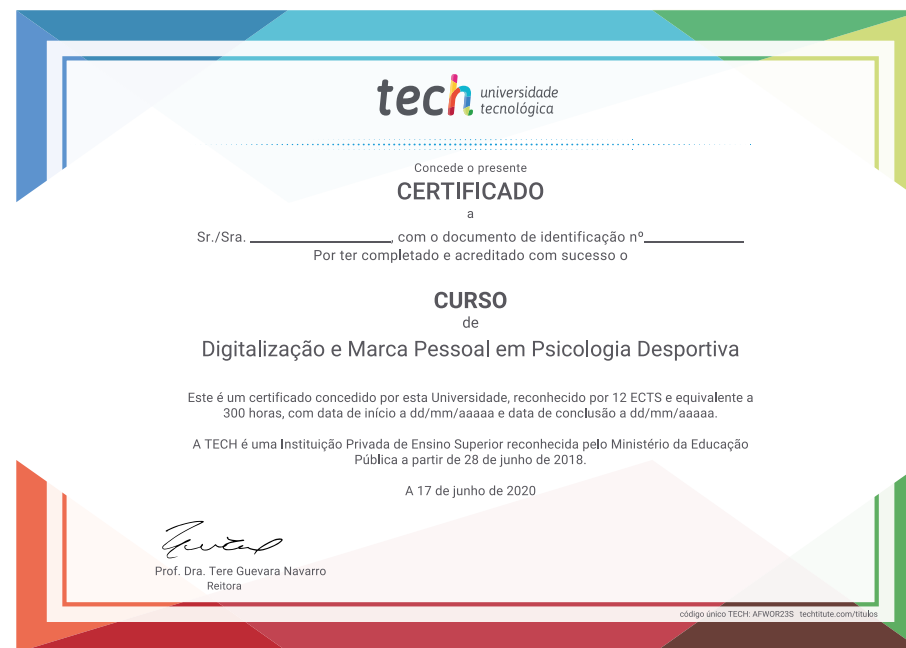 tech universidade
tecnológica
Concede o presente
CERTIFICADO
a
Sr./Sra. ____________________, com o documento de identificação nº______________
Por ter completado e acreditado com sucesso o
CURSO
de
Digitalização e Marca Pessoal em Psicologia Desportiva
Este é um certificado concedido por esta Universidade, reconhecido por 12 ECTS e equivalente a
300 horas, com data de início a dd/mm/aaaaa e data de conclusão a dd/mm/aaaaa.
A TECH é uma Instituição Privada de Ensino Superior reconhecida pelo Ministério da Educação
Pública a partir de 28 de junho de 2018.
A 17 de junho de 2020
Prof. Dra. Tere Guevara Navarro
Reitora
código único TECH: AFWOR23S techtitute.com/titulos